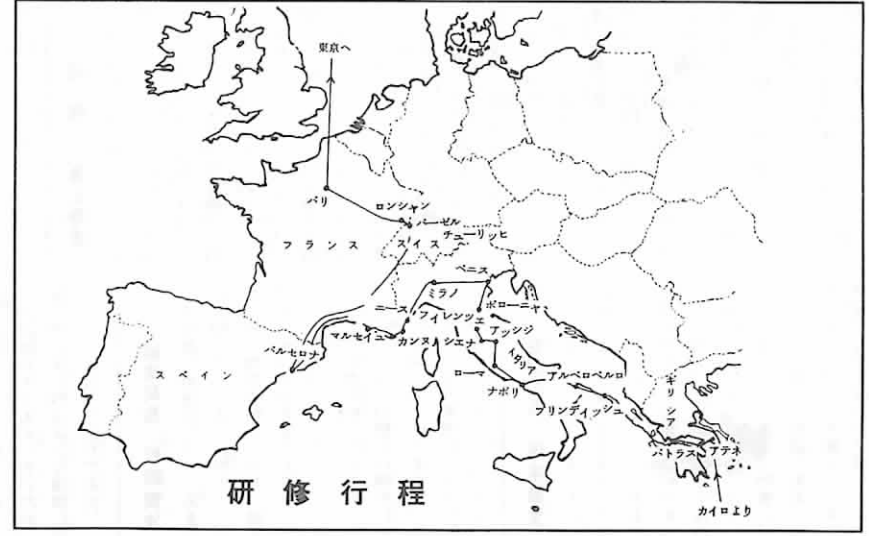 東京へ
パリ
ロンシャン
バーゼル
チューリッヒ
フランス
スイス
ベニス
ミラノ
ニース
フィレンツェ
ボローニャ
マルセイユ
カンヌ
シエナ
アッシジ
バルセロナ
スペイン
イタリア
ローマ
アルベロベルロ
ナポリ
ブリンディッシュ
ギリシア
パトラス
アテネ
カイロより
研修行程